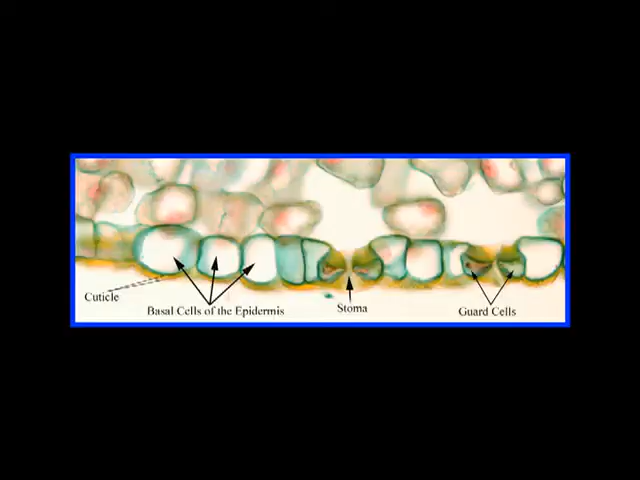 Cuticle
Basal Cells of the Epidermis
Stoma
Guard Cells